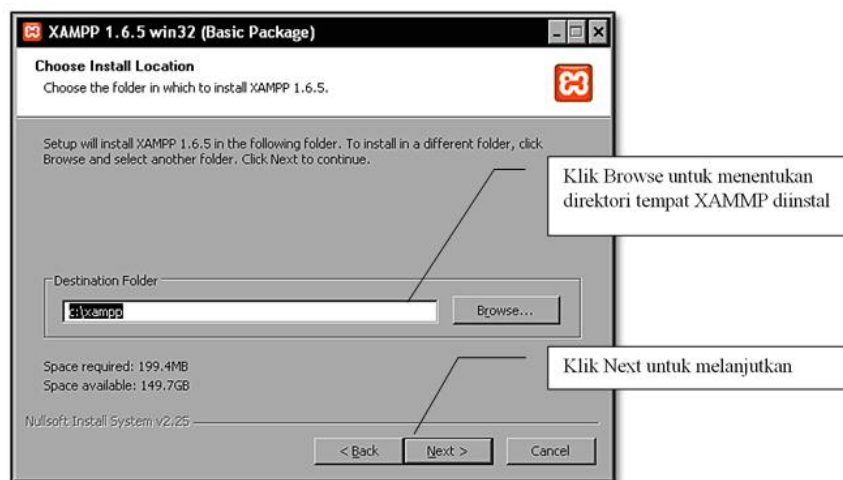 XAMPP 1.6.5 win32 (Basic Package)
Choose Install Location
Choose the folder in which to install XAMPP 1.6.5.
Setup will install XAMPP 1.6.5 in the following folder. To install in a different folder, click
Browse and select another folder. Click Next to continue.
Klik Browse untuk menentukan
direktori tempat XAMMP diinstal
Destination Folder
c:\xampp
Browse...
Space required: 199.4MB
Space available: 149.7GB
Klik Next untuk melanjutkan
Nullsoft Install System v2.25
< Back
Next >
Cancel